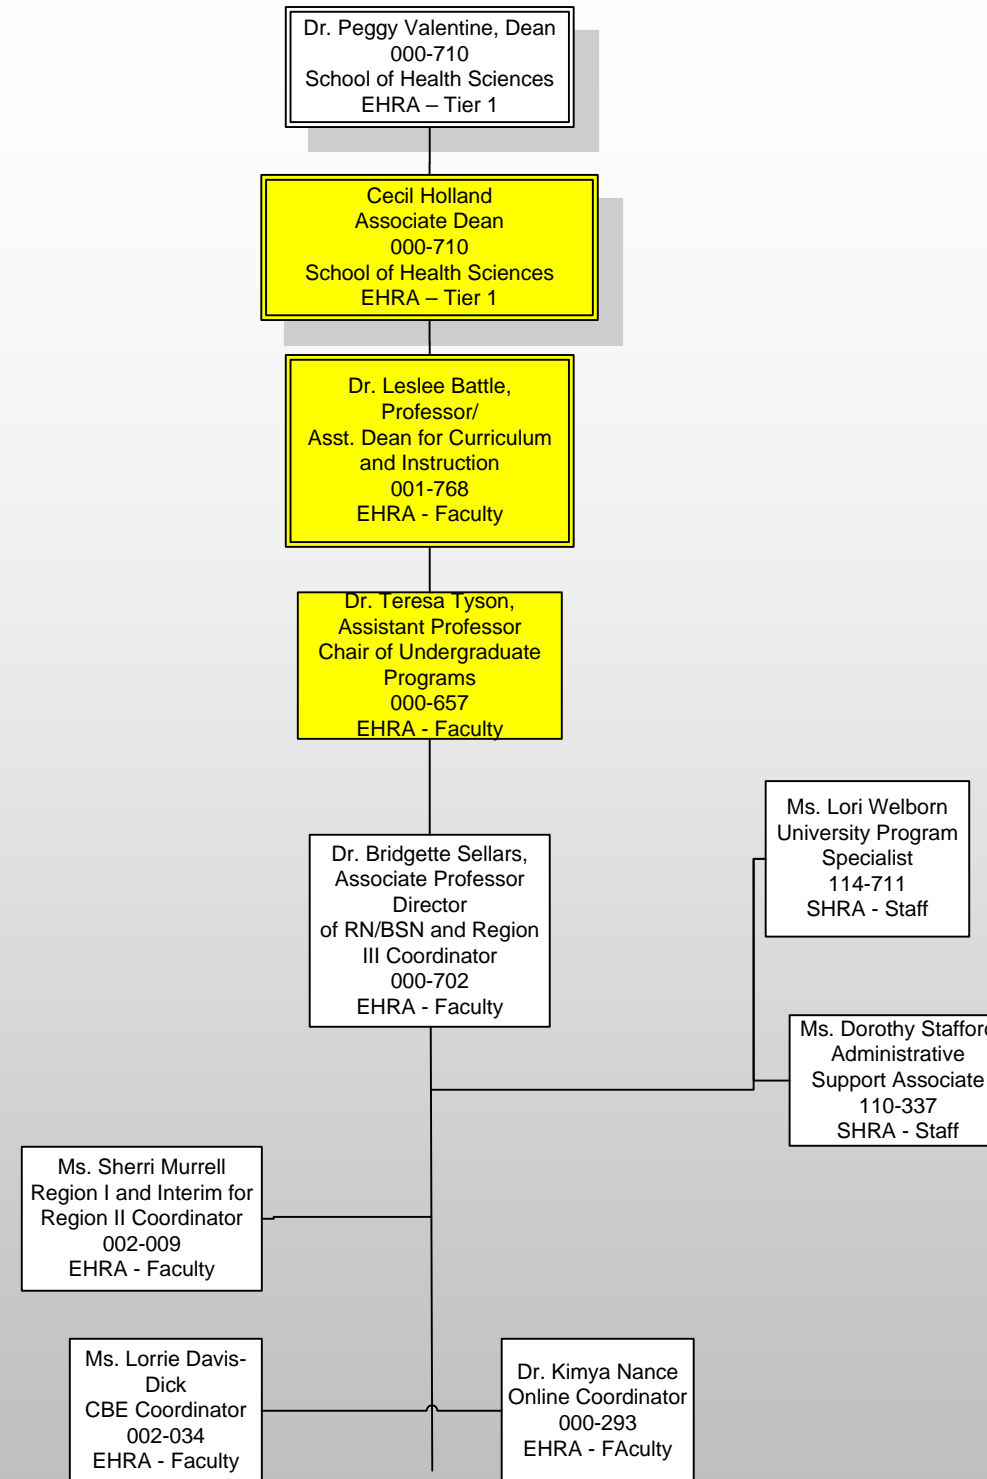 Dr. Peggy Valentine, Dean
000-710
School of Health Sciences
EHRA – Tier 1
Cecil Holland
Associate Dean
000-710
School of Health Sciences
EHRA – Tier 1
Dr. Leslee Battle,
Professor/
Asst. Dean for Curriculum
and Instruction
001-768
EHRA - Faculty
Dr. Teresa Tyson,
Assistant Professor
Chair of Undergraduate
Programs
000-657
EHRA - Faculty
Dr. Bridgette Sellars,
Associate Professor
Director
of RN/BSN and Region
III Coordinator
000-702
EHRA - Faculty
Ms. Lori Welborn
University Program
Specialist
114-711
SHRA - Staff
Ms. Dorothy Stafford
Administrative
Support Associate
110-337
SHRA - Staff
Ms. Sherri Murrell
Region I and Interim for
Region II Coordinator
002-009
EHRA - Faculty
Ms. Lorrie Davis-
Dick
CBE Coordinator
002-034
EHRA - Faculty
Dr. Kimya Nance
Online Coordinator
000-293
EHRA - FAculty